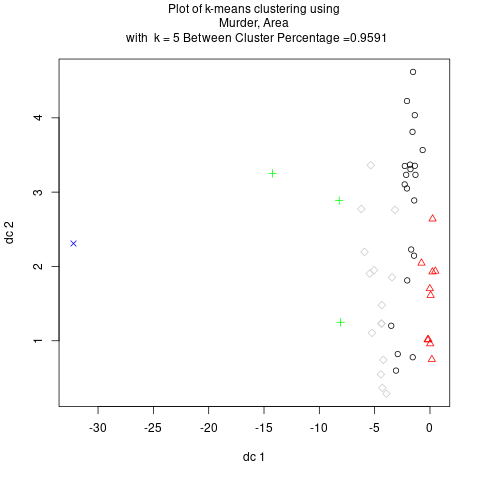 Plot of k-means clustering using
Murder, Area
with  k = 5 Between Cluster Percentage =0.9591
dc 2
4
3
2
1
-30
-25
-20
-15
-10
-5
0
dc 1